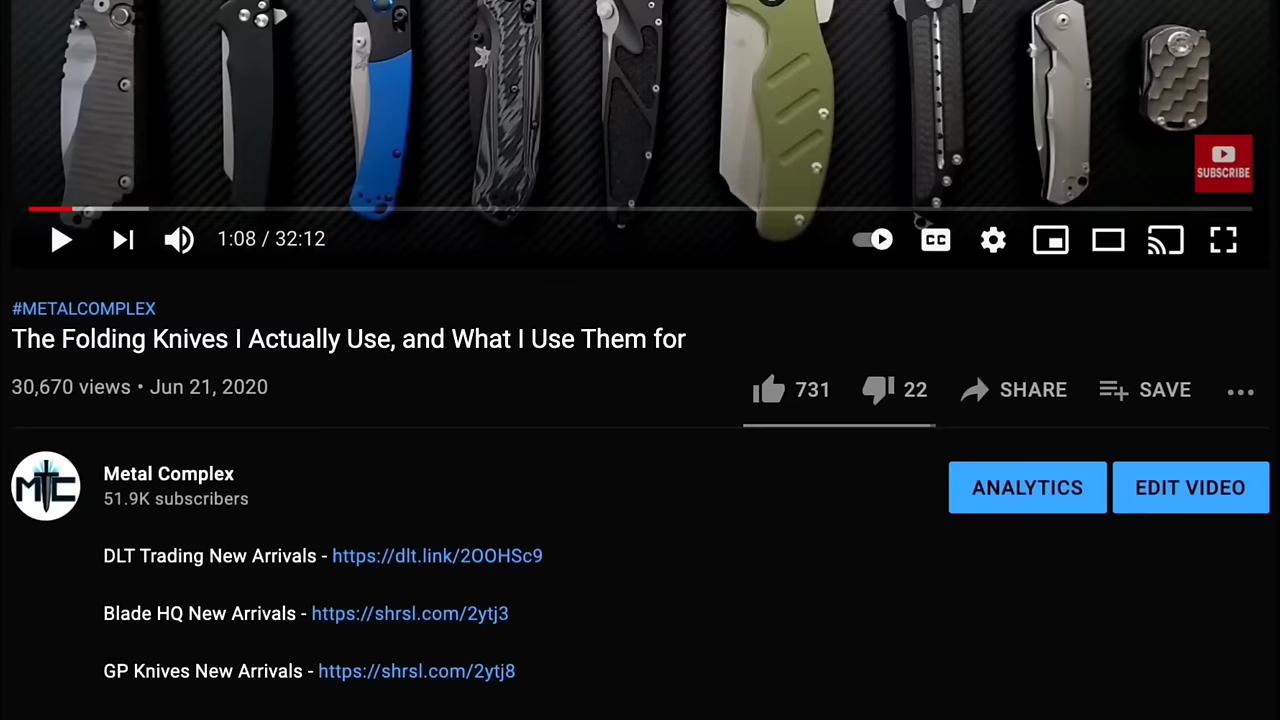 SUBSCRIBE
1:08 / 32:12
CC
#METALCOMPLEX
The Folding Knives I Actually Use, and What I Use Them for
30,670 views • Jun 21, 2020
731
22
SHARE
SAVE
MTC
Metal Complex
51.9K subscribers
ANALYTICS
EDIT VIDEO
DLT Trading New Arrivals - https://dlt.link/2OOHSc9
Blade HQ New Arrivals - https://shrsl.com/2ytj3
GP Knives New Arrivals - https://shrsl.com/2ytj8